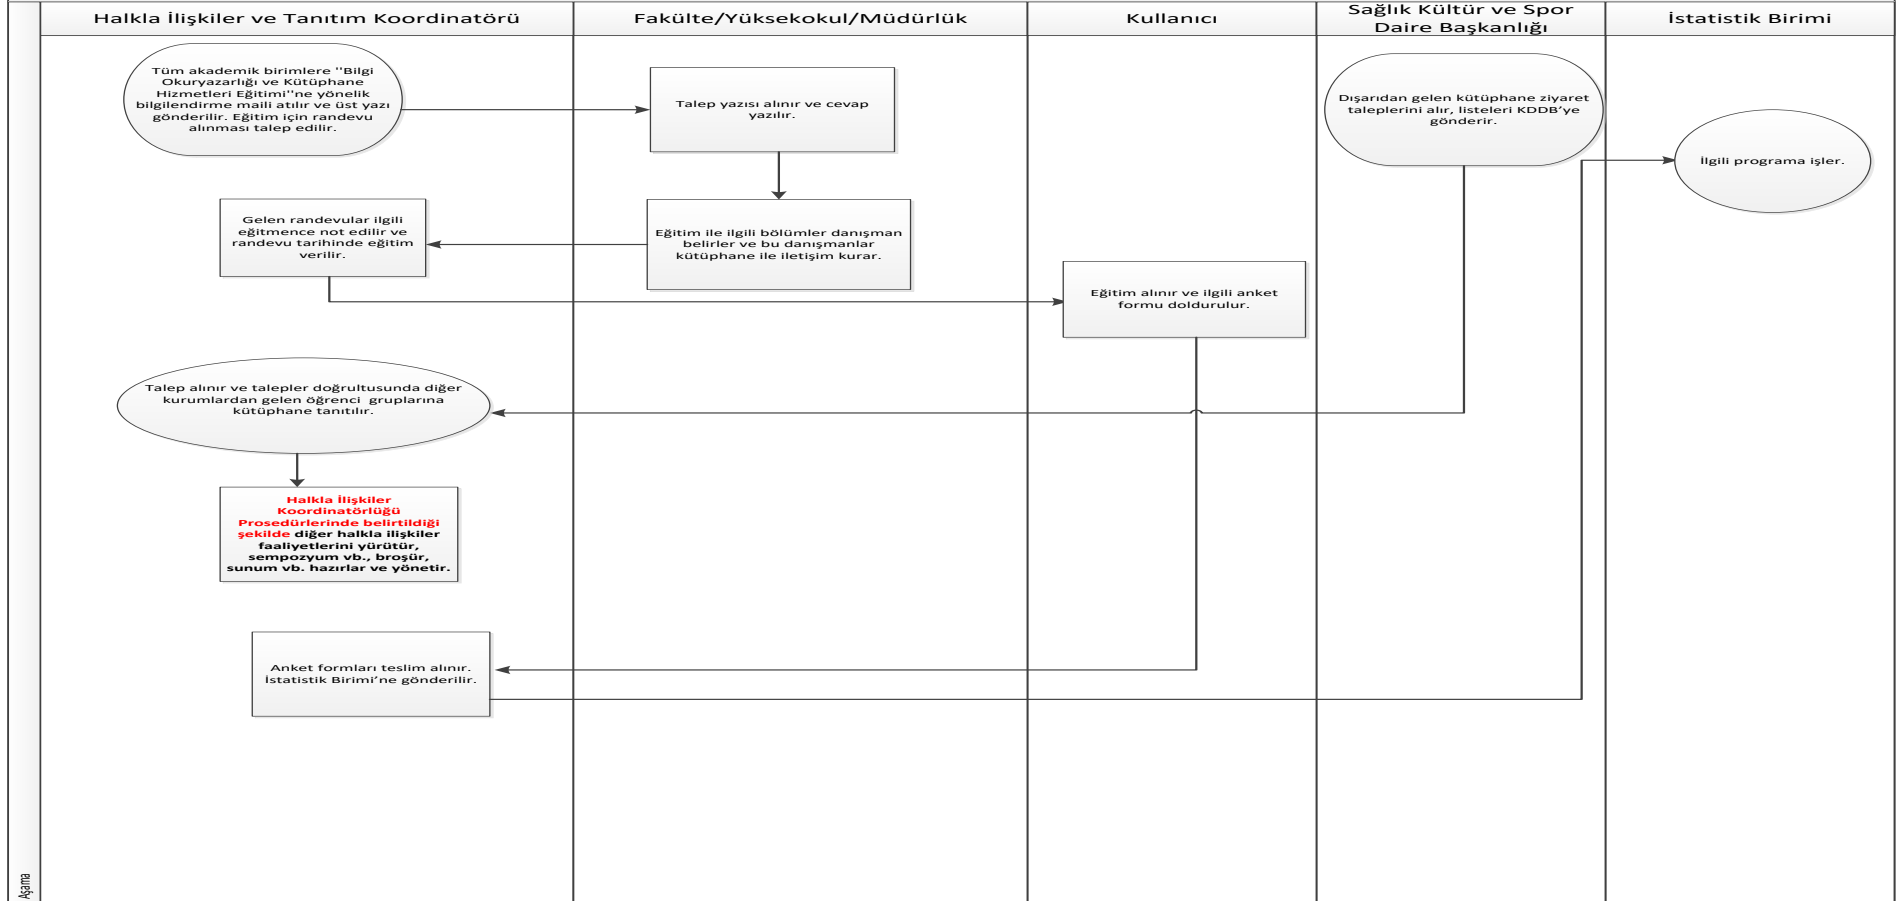 Halkla İlişkiler ve Tanıtım Koordinatörü
Fakülte/Yüksekokul/Müdürlük
Kullanıcı
Sağlık Kültür ve Spor
Daire Başkanlığı
İstatistik Birimi
Tüm akademik birimlere ''Bilgi
Okuryazarlığı ve Kütüphane
Hizmetleri Eğitimi''ne yönelik
bilgilendirme maili atılır ve üst yazı
gönderilir. Eğitim için randevu
alınması talep edilir.
Talep yazısı alınır ve cevap
yazılır.
Dışarıdan gelen kütüphane ziyaret
taleplerini alır, listeleri KDDB’ye
gönderir.
İlgili programa işler.
Gelen randevular ilgili
eğitmence not edilir ve
randevu tarihinde eğitim
verilir.
Eğitim ile ilgili bölümler danışman
belirler ve bu danışmanlar
kütüphane ile iletişim kurar.
Eğitim alınır ve ilgili anket
formu doldurulur.
Talep alınır ve talepler doğrultusunda diğer
kurumlardan gelen öğrenci gruplarına
kütüphane tanıtılır.
Halkla İlişkiler
Koordinatörlüğü
Prosedürlerinde belirtildiği
şekilde diğer halkla ilişkiler
faaliyetlerini yürütür,
sempozyum vb., broşür,
sunum vb. hazırlar ve yönetir.
Anket formları teslim alınır.
İstatistik Birimi’ne gönderilir.
Aşama